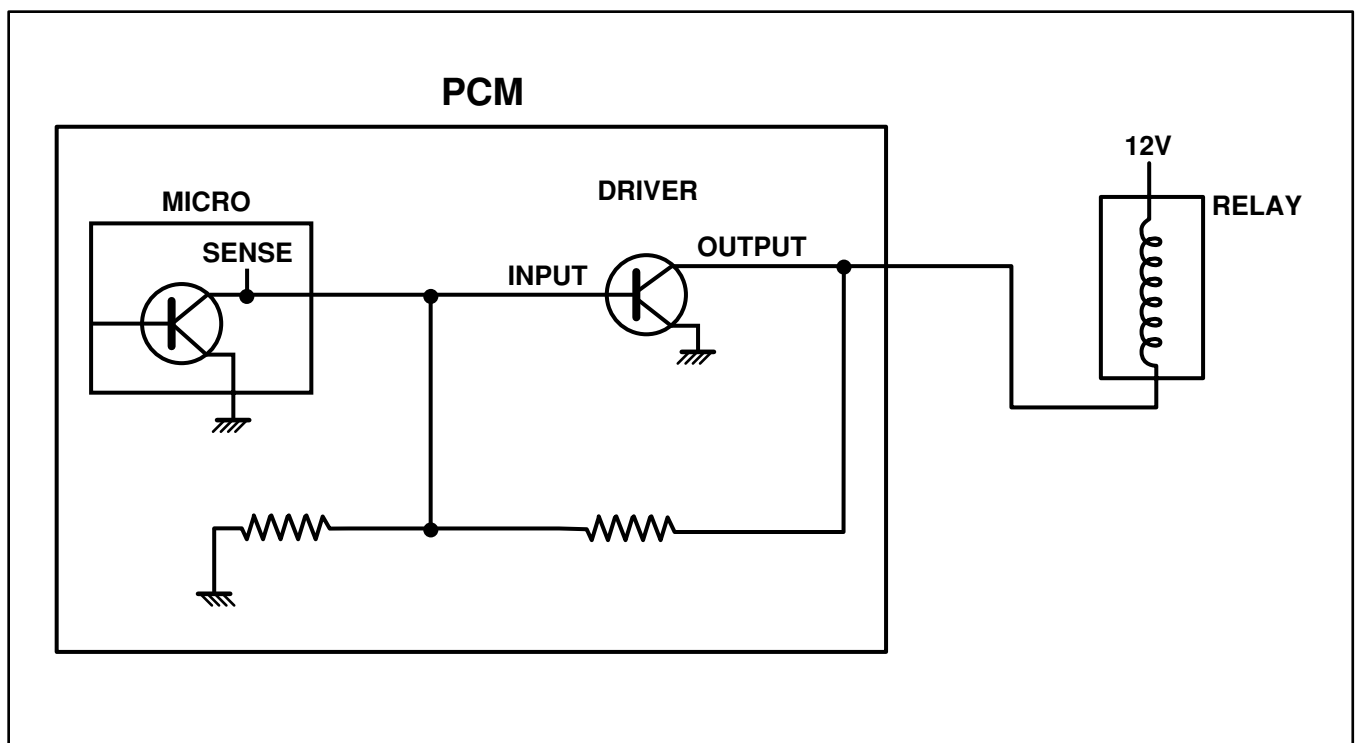 PCM
12V
DRIVER
MICRO
RELAY
OUTPUT
SENSE
INPUT